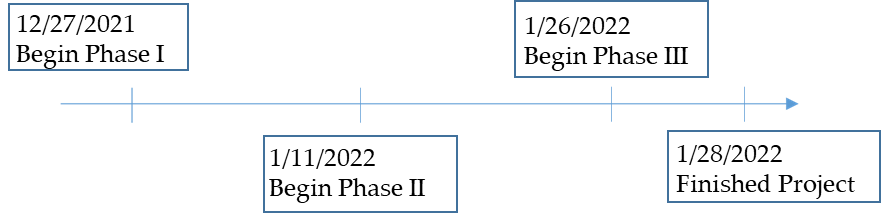 12/27/2021
Begin Phase I
1/11/2022
Begin Phase II
1/26/2022
Begin Phase III
1/28/2022
Finished Project